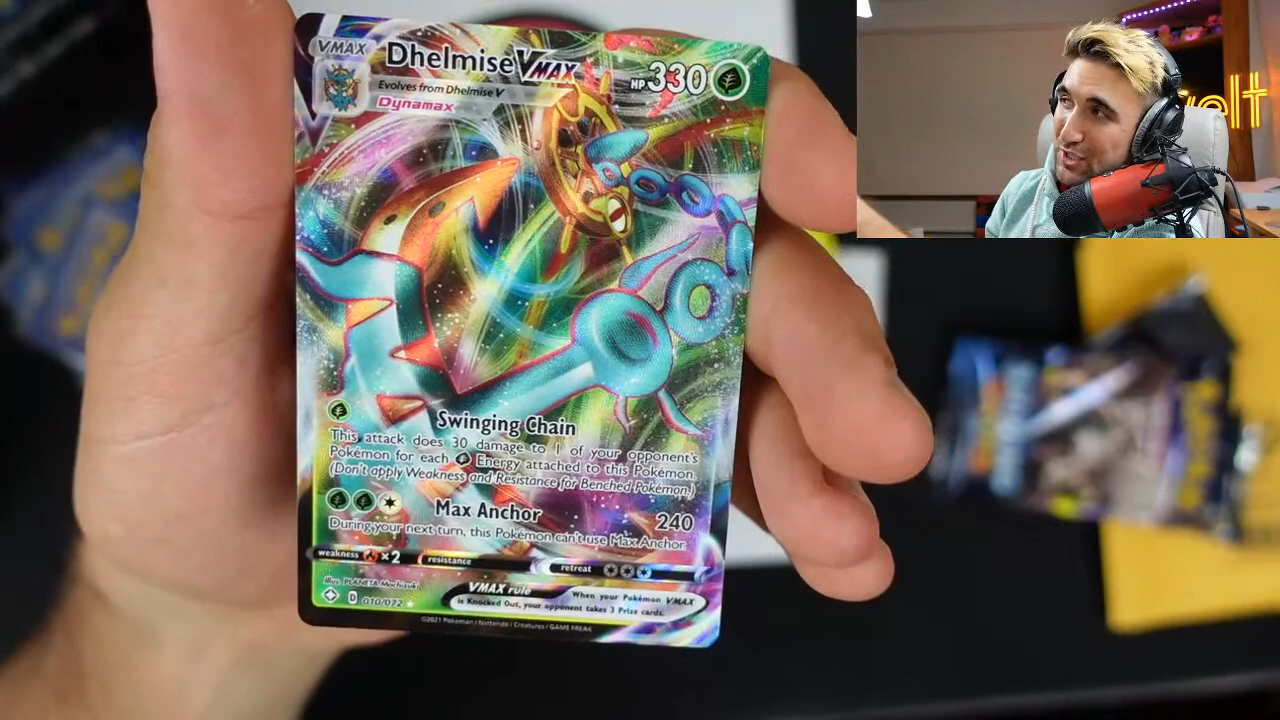 VMAX
Dhelmise VMAX
HP 330
Evolves from Dhelmise V
Dynamax
Swinging Chain
This attack does 30 damage to 1 of your opponent's
Pokémon for each Energy attached to this Pokémon.
(Don't apply Weakness and Resistance for Benched Pokémon.)
Max Anchor 240
During your next turn, this Pokémon can't use Max Anchor.
weakness ×2 resistance retreat
Illus. PLANETA Mochizuki
VMAX rule When your Pokémon VMAX
is Knocked Out, your opponent takes 3 Prize cards.
D 010/072
©2021 Pokémon / Nintendo / Creatures / GAME FREAK